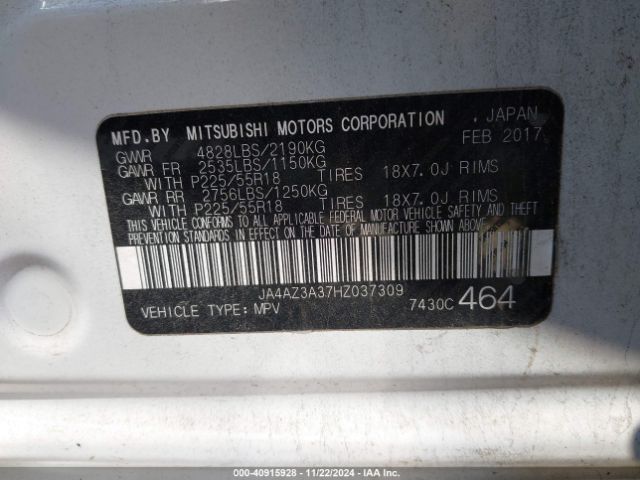 MFD.BY MITSUBISHI MOTORS CORPORATION , JAPAN
GVWR 4828LBS/2190KG FEB 2017
GAWR FR 2535LBS/1150KG
WITH P225/55R18 TIRES 18X7.0J RIMS
GAWR RR 2756LBS/1250KG
WITH P225/55R18 TIRES 18X7.0J RIMS
THIS VEHICLE CONFORMS TO ALL APPLICABLE FEDERAL MOTOR VEHICLE SAFETY AND THEFT
PREVENTION STANDARDS IN EFFECT ON THE DATE OF MANUFACTURE SHOWN ABOVE.
JA4AZ3A37HZ037309
VEHICLE TYPE: MPV 7430C 464
000-40915928 - 11/22/2024 - IAA Inc.